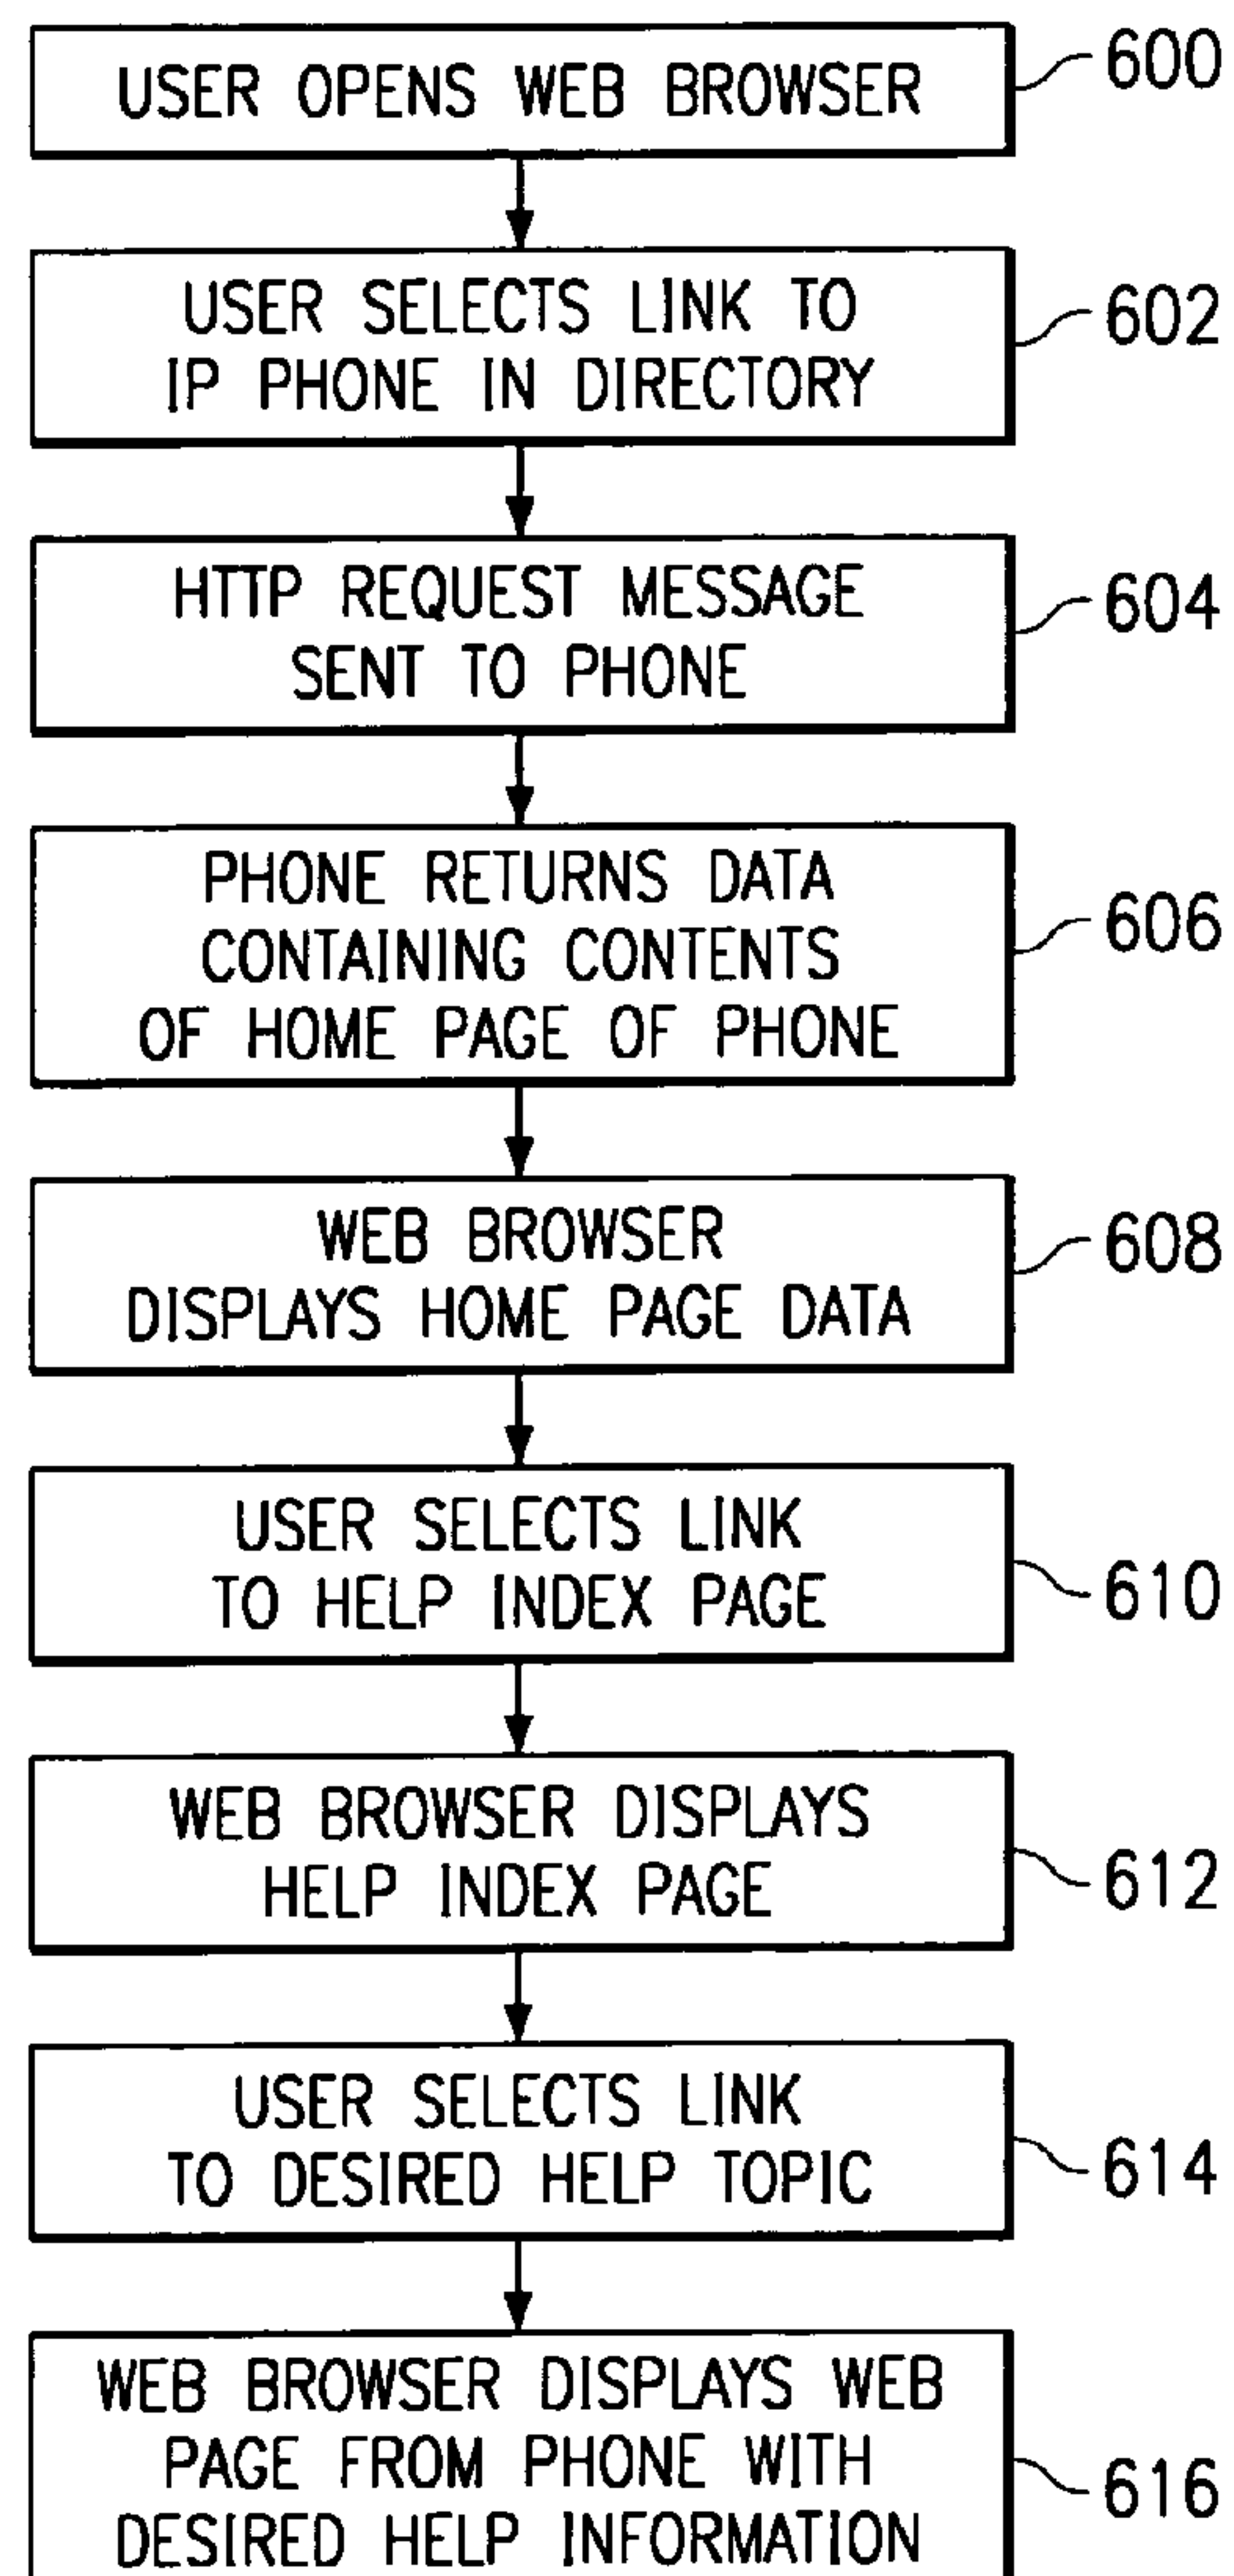 USER OPENS WEB BROWSER
600
USER SELECTS LINK TO
IP PHONE IN DIRECTORY
602
HTTP REQUEST MESSAGE
SENT TO PHONE
604
PHONE RETURNS DATA
CONTAINING CONTENTS
OF HOME PAGE OF PHONE
606
WEB BROWSER
DISPLAYS HOME PAGE DATA
608
USER SELECTS LINK
TO HELP INDEX PAGE
610
WEB BROWSER DISPLAYS
HELP INDEX PAGE
612
USER SELECTS LINK
TO DESIRED HELP TOPIC
614
WEB BROWSER DISPLAYS WEB
PAGE FROM PHONE WITH
DESIRED HELP INFORMATION
616